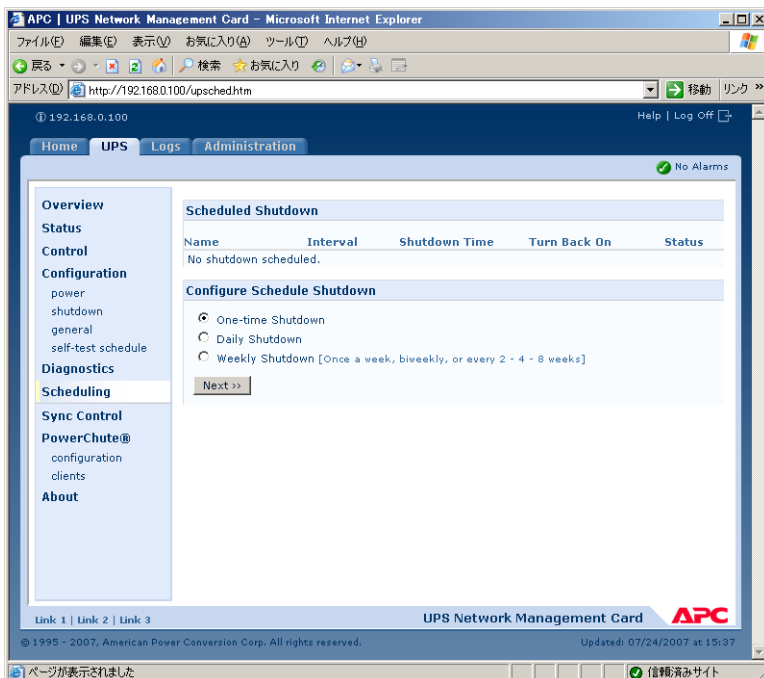 APC | UPS Network Management Card - Microsoft Internet Explorer
ファイル(F) 編集(E) 表示(V) お気に入り(A) ツール(T) ヘルプ(H)
戻る 検索 お気に入り
アドレス(D) http://192.168.0.100/upsched.htm 移動 リンク »
192.168.0.100 Help | Log Off
Home UPS Logs Administration
No Alarms
Overview
Status
Control
Configuration
power
shutdown
general
self-test schedule
Diagnostics
Scheduling
Sync Control
PowerChute®
configuration
clients
About
Scheduled Shutdown
Name Interval Shutdown Time Turn Back On Status
No shutdown scheduled.
Configure Schedule Shutdown
One-time Shutdown
Daily Shutdown
Weekly Shutdown [Once a week, biweekly, or every 2 - 4 - 8 weeks]
Next >>
Link 1 | Link 2 | Link 3 UPS Network Management Card APC
© 1995 - 2007, American Power Conversion Corp. All rights reserved. Updated: 07/24/2007 at 15:37
ページが表示されました 信頼済みサイト